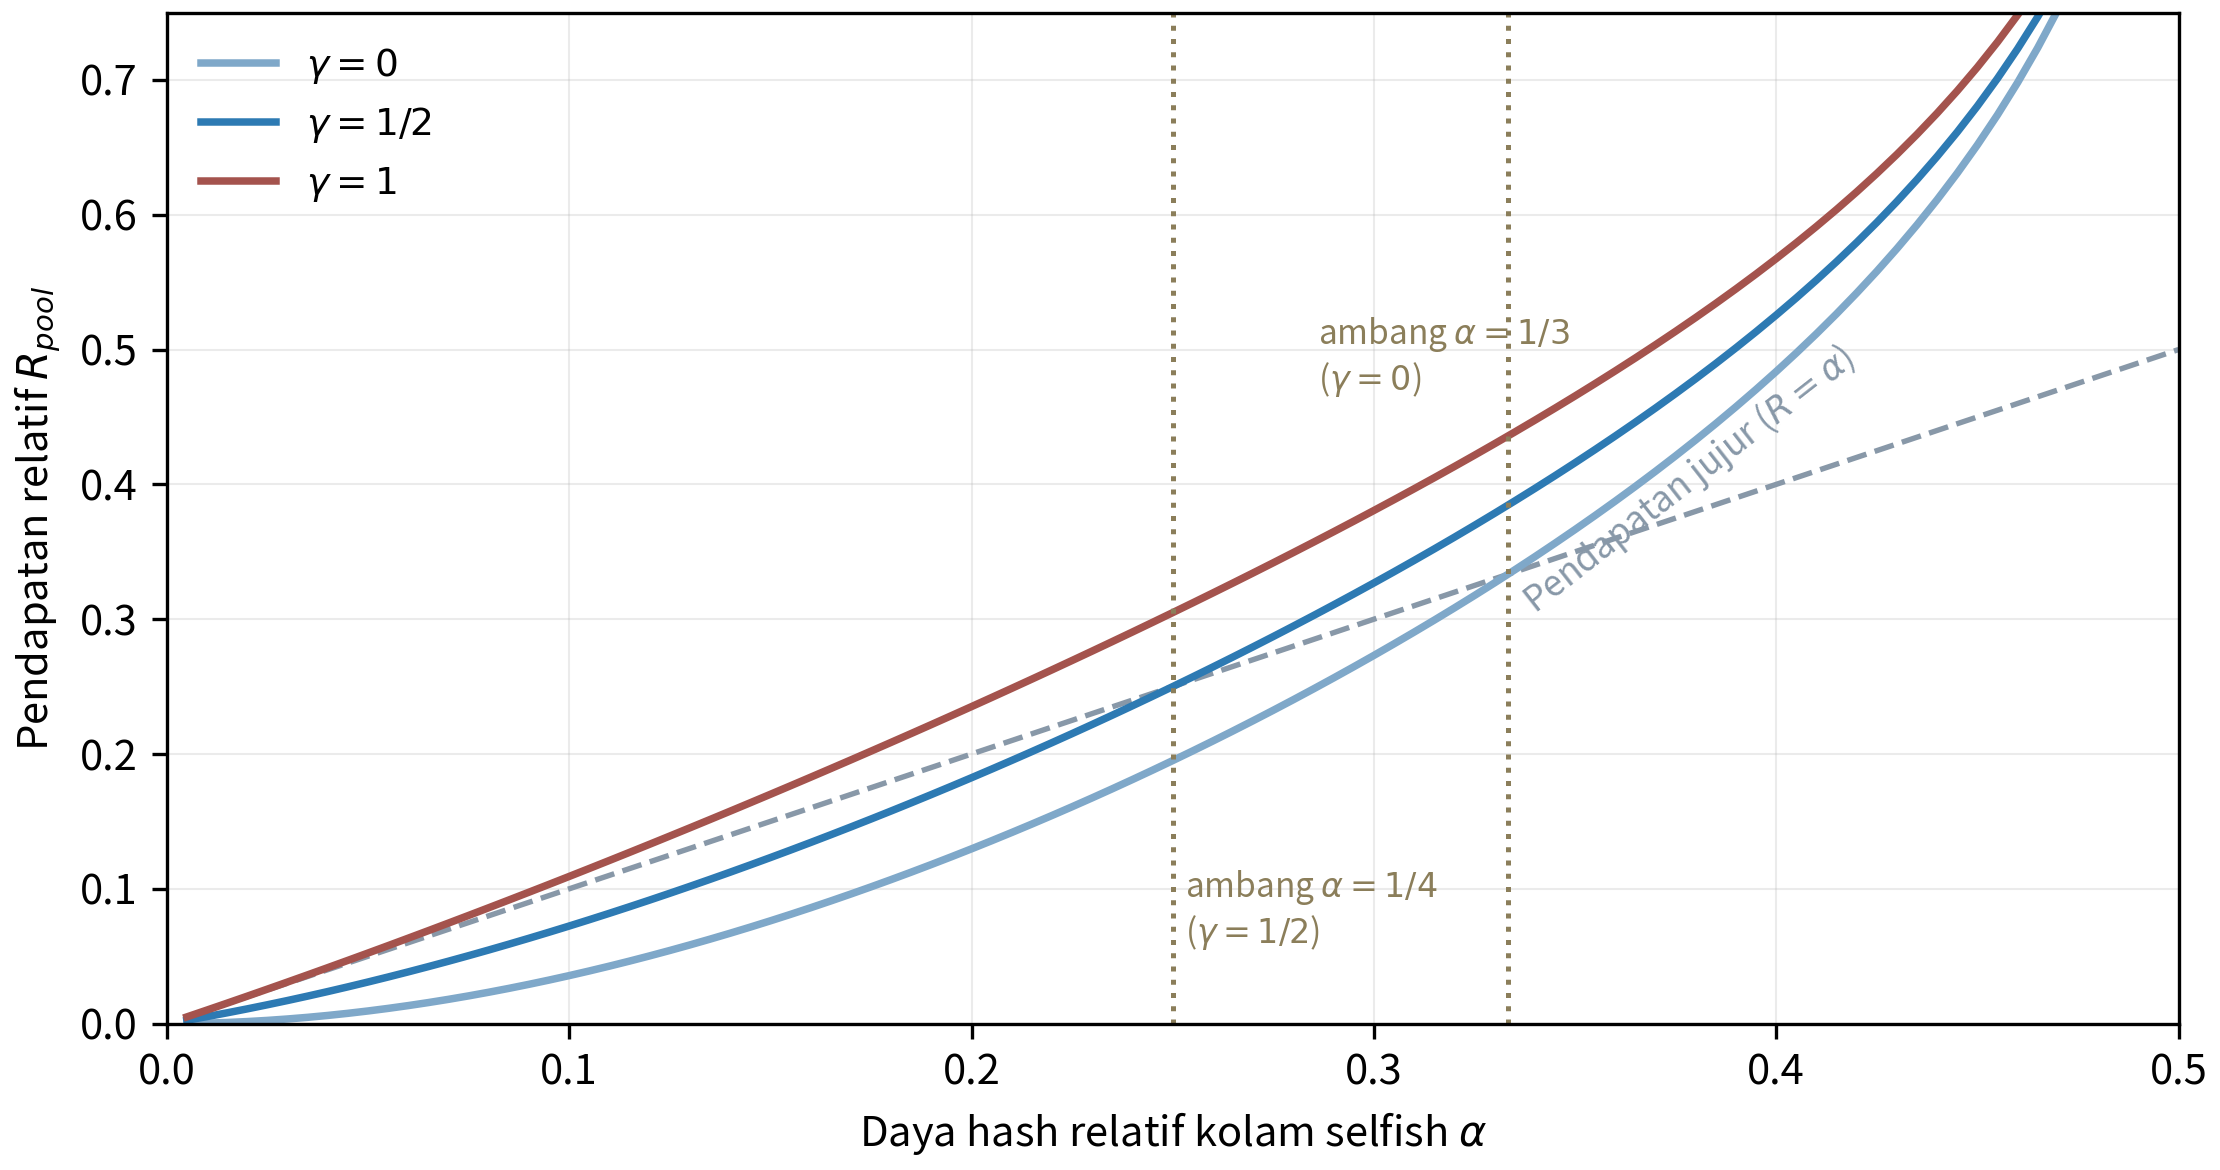 γ = 0
γ = 1/2
γ = 1
0.7
0.6
0.5
0.4
0.3
0.2
0.1
0.0
Pendapatan relatif R_pool
ambang α = 1/3
(γ = 0)
Pendapatan jujur (R = α)
ambang α = 1/4
(γ = 1/2)
0.0
0.1
0.2
0.3
0.4
0.5
Daya hash relatif kolam selfish α